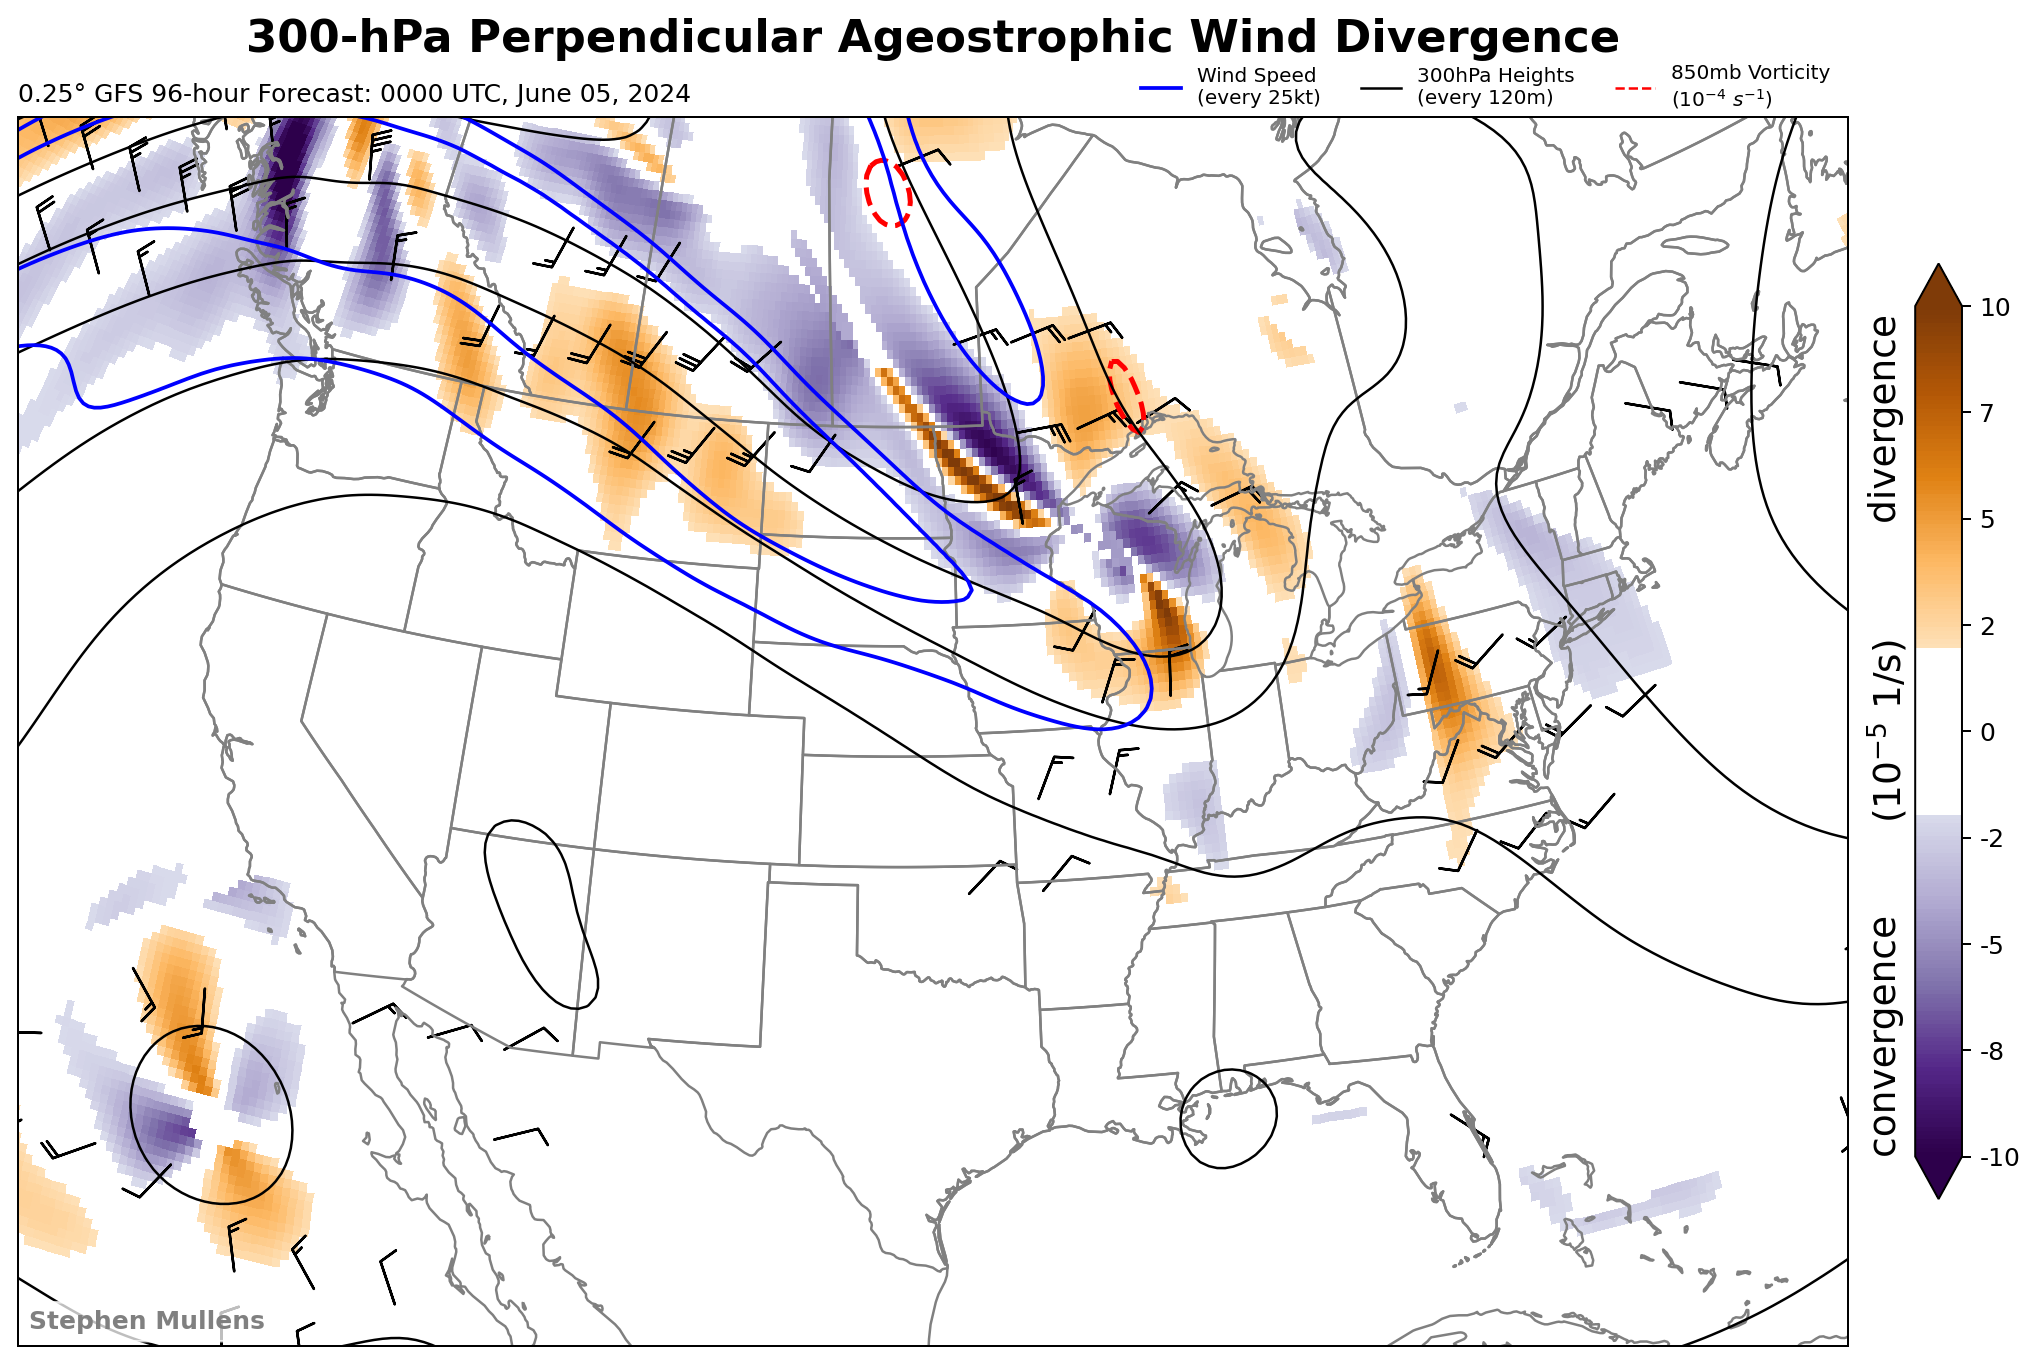 300-hPa Perpendicular Ageostrophic Wind Divergence
0.25° GFS 96-hour Forecast: 0000 UTC, June 05, 2024
Wind Speed
(every 25kt)
300hPa Heights
(every 120m)
850mb Vorticity
(10⁻⁴ s⁻¹)
10
7
5
2
0
-2
-5
-8
-10
divergence
(10⁻⁵ 1/s)
convergence
Stephen Mullens